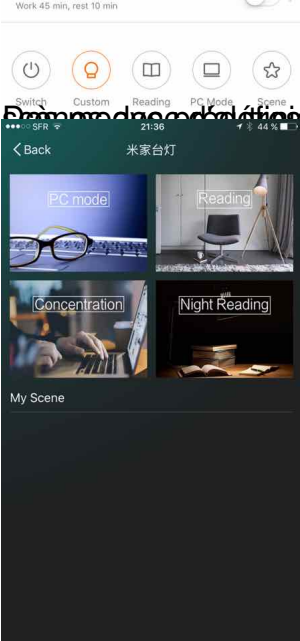 Work 45 min, rest 10 min
Switch Custom Reading PC Mode Scene
SFR 21:36 44 %
Back 米家台灯
PC mode Reading
Concentration Night Reading
My Scene